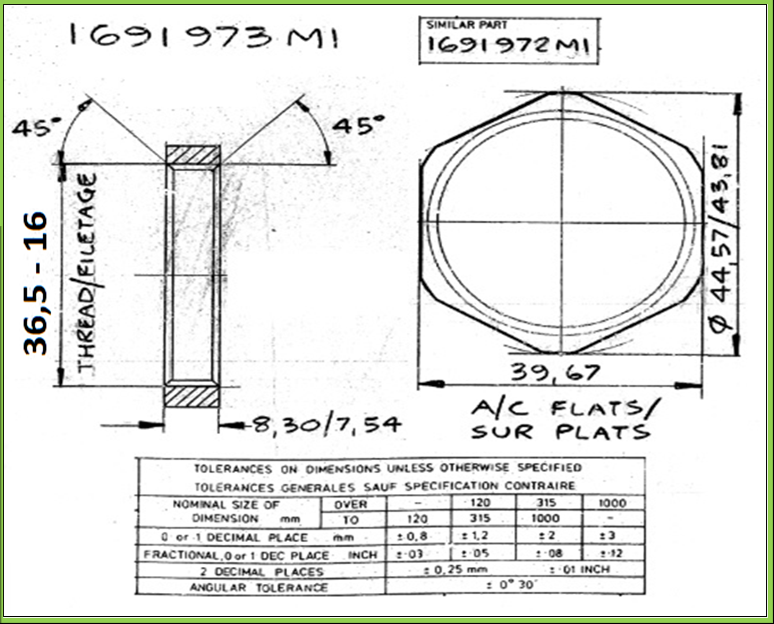 1691973 M1
SIMILAR PART
1691972M1
45°
45°
36,5 - 16
THREAD/FILETAGE
8,30/7,54
Ø 44,57/43,81
39,67
A/C FLATS/
SUR PLATS
TOLERANCES ON DIMENSIONS UNLESS OTHERWISE SPECIFIED
TOLERANCES GENERALES SAUF SPECIFICATION CONTRAIRE
NOMINAL SIZE OF DIMENSION mm
OVER - 120 315 1000
TO 120 315 1000 -
0 or 1 DECIMAL PLACE mm ±0,8 ±1,2 ±2 ±3
FRACTIONAL,0 or 1 DEC PLACE INCH ±·03 ±·05 ±·08 ±·12
2 DECIMAL PLACES ±0,25 mm ±·01 INCH
ANGULAR TOLERANCE ±0°30'